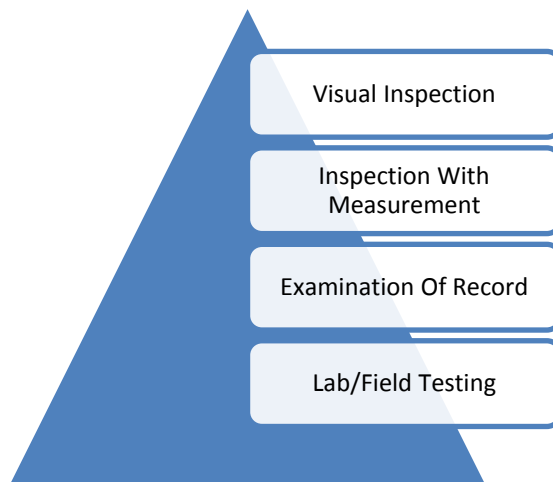 Visual Inspection
Inspection With
Measurement
Examination Of Record
Lab/Field Testing